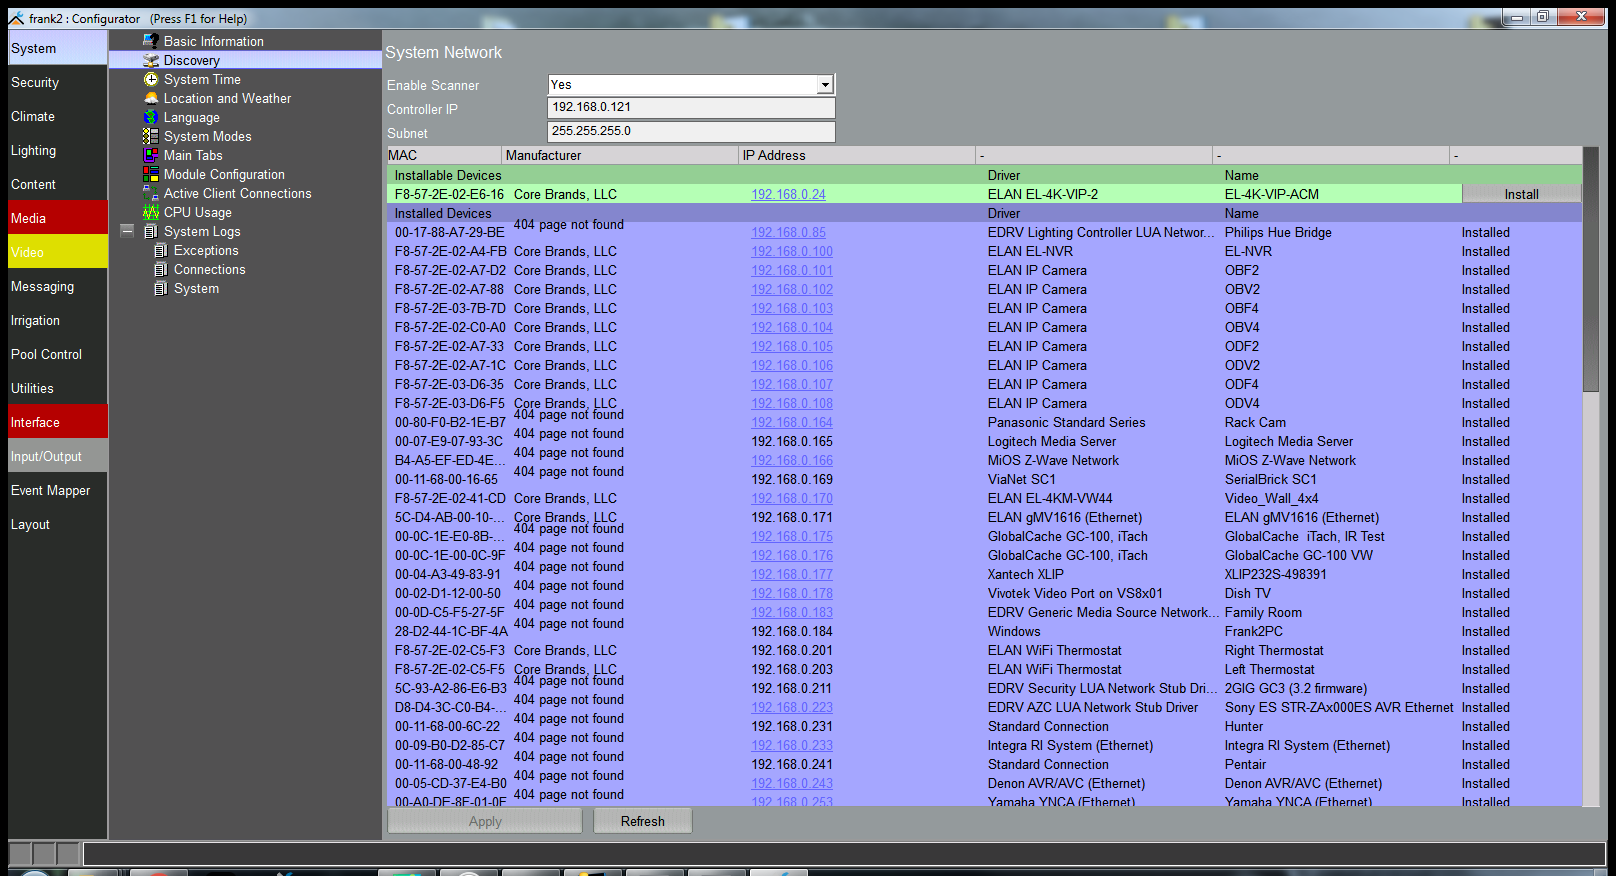 frank2 : Configurator   (Press F1 for Help)
System
Security
Climate
Lighting
Content
Media
Video
Messaging
Irrigation
Pool Control
Utilities
Interface
Input/Output
Event Mapper
Layout
Basic Information
Discovery
System Time
Location and Weather
Language
System Modes
Main Tabs
Module Configuration
Active Client Connections
CPU Usage
System Logs
Exceptions
Connections
System
System Network
Enable Scanner Yes
Controller IP 192.168.0.121
Subnet 255.255.255.0
MAC Manufacturer IP Address - - -
Installable Devices Driver Name
F8-57-2E-02-E6-16 Core Brands, LLC 192.168.0.24 ELAN EL-4K-VIP-2 EL-4K-VIP-ACM Install
Installed Devices Driver Name
00-17-88-A7-29-BE 404 page not found 192.168.0.85 EDRV Lighting Controller LUA Networ... Philips Hue Bridge Installed
F8-57-2E-02-A4-FB Core Brands, LLC 192.168.0.100 ELAN EL-NVR EL-NVR Installed
F8-57-2E-02-A7-D2 Core Brands, LLC 192.168.0.101 ELAN IP Camera OBF2 Installed
F8-57-2E-02-A7-88 Core Brands, LLC 192.168.0.102 ELAN IP Camera OBV2 Installed
F8-57-2E-03-7B-7D Core Brands, LLC 192.168.0.103 ELAN IP Camera OBF4 Installed
F8-57-2E-02-C0-A0 Core Brands, LLC 192.168.0.104 ELAN IP Camera OBV4 Installed
F8-57-2E-02-A7-33 Core Brands, LLC 192.168.0.105 ELAN IP Camera ODF2 Installed
F8-57-2E-02-A7-1C Core Brands, LLC 192.168.0.106 ELAN IP Camera ODV2 Installed
F8-57-2E-03-D6-35 Core Brands, LLC 192.168.0.107 ELAN IP Camera ODF4 Installed
F8-57-2E-03-D6-F5 Core Brands, LLC 192.168.0.108 ELAN IP Camera ODV4 Installed
00-80-F0-B2-1E-B7 404 page not found 192.168.0.164 Panasonic Standard Series Rack Cam Installed
00-07-E9-07-93-3C 404 page not found 192.168.0.165 Logitech Media Server Logitech Media Server Installed
B4-A5-EF-ED-4E... 404 page not found 192.168.0.166 MiOS Z-Wave Network MiOS Z-Wave Network Installed
00-11-68-00-16-65 404 page not found 192.168.0.169 ViaNet SC1 SerialBrick SC1 Installed
F8-57-2E-02-41-CD Core Brands, LLC 192.168.0.170 ELAN EL-4KM-VW44 Video_Wall_4x4 Installed
5C-D4-AB-00-10-... Core Brands, LLC 192.168.0.171 ELAN gMV1616 (Ethernet) ELAN gMV1616 (Ethernet) Installed
00-0C-1E-E0-8B-... 404 page not found 192.168.0.175 GlobalCache GC-100, iTach GlobalCache  iTach, IR Test Installed
00-0C-1E-00-0C-9F 404 page not found 192.168.0.176 GlobalCache GC-100, iTach GlobalCache GC-100 VW Installed
00-04-A3-49-83-91 404 page not found 192.168.0.177 Xantech XLIP XLIP232S-498391 Installed
00-02-D1-12-00-50 404 page not found 192.168.0.178 Vivotek Video Port on VS8x01 Dish TV Installed
00-0D-C5-F5-27-5F 404 page not found 192.168.0.183 EDRV Generic Media Source Network... Family Room Installed
28-D2-44-1C-BF-4A 404 page not found 192.168.0.184 Windows Frank2PC Installed
F8-57-2E-02-C5-F3 Core Brands, LLC 192.168.0.201 ELAN WiFi Thermostat Right Thermostat Installed
F8-57-2E-02-C5-F5 Core Brands, LLC 192.168.0.203 ELAN WiFi Thermostat Left Thermostat Installed
5C-93-A2-86-E6-B3 404 page not found 192.168.0.211 EDRV Security LUA Network Stub Dri... 2GIG GC3 (3.2 firmware) Installed
D8-D4-3C-C0-B4-... 404 page not found 192.168.0.223 EDRV AZC LUA Network Stub Driver Sony ES STR-ZAx000ES AVR Ethernet Installed
00-11-68-00-6C-22 404 page not found 192.168.0.231 Standard Connection Hunter Installed
00-09-B0-D2-85-C7 404 page not found 192.168.0.233 Integra RI System (Ethernet) Integra RI System (Ethernet) Installed
00-11-68-00-48-92 404 page not found 192.168.0.241 Standard Connection Pentair Installed
00-05-CD-37-E4-B0 404 page not found 192.168.0.243 Denon AVR/AVC (Ethernet) Denon AVR/AVC (Ethernet) Installed
00-A0-DE-8F-01-0F 404 page not found 192.168.0.253 Yamaha YNCA (Ethernet) Yamaha YNCA (Ethernet) Installed
Apply Refresh